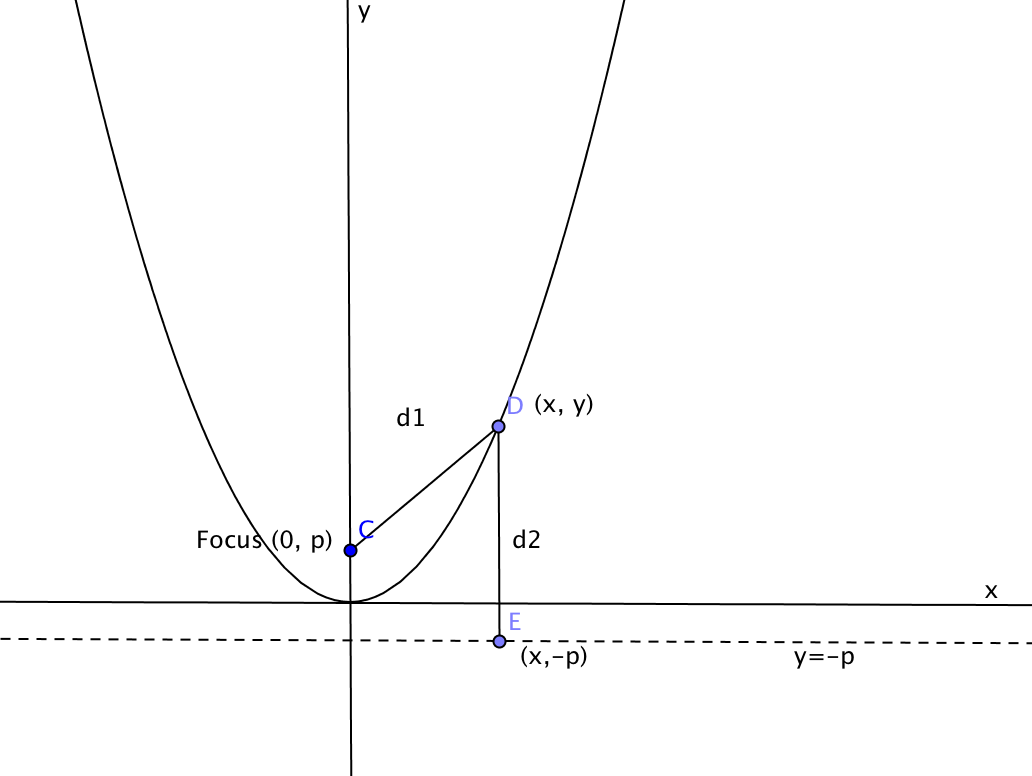 y
D (x, y)
d1
C
Focus (0, p)
d2
x
E
(x,-p)
y=-p